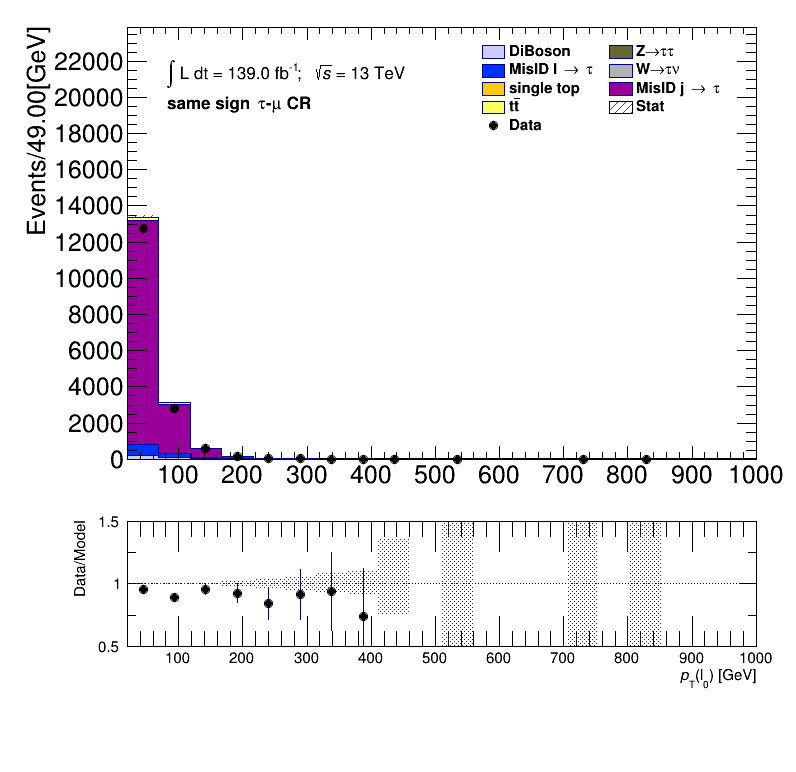 Events/49.00[GeV]
22000
20000
18000
16000
14000
12000
10000
8000
6000
4000
2000
0
∫ L dt = 139.0 fb⁻¹; √s = 13 TeV
same sign τ-μ CR
DiBoson
Z→ττ
MisID l → τ
W→τν
single top
MisID j → τ
tt̄
Stat
Data
100 200 300 400 500 600 700 800 900 1000
Data/Model
1.5
1
0.5
100 200 300 400 500 600 700 800 900 1000
p_T(l_0) [GeV]